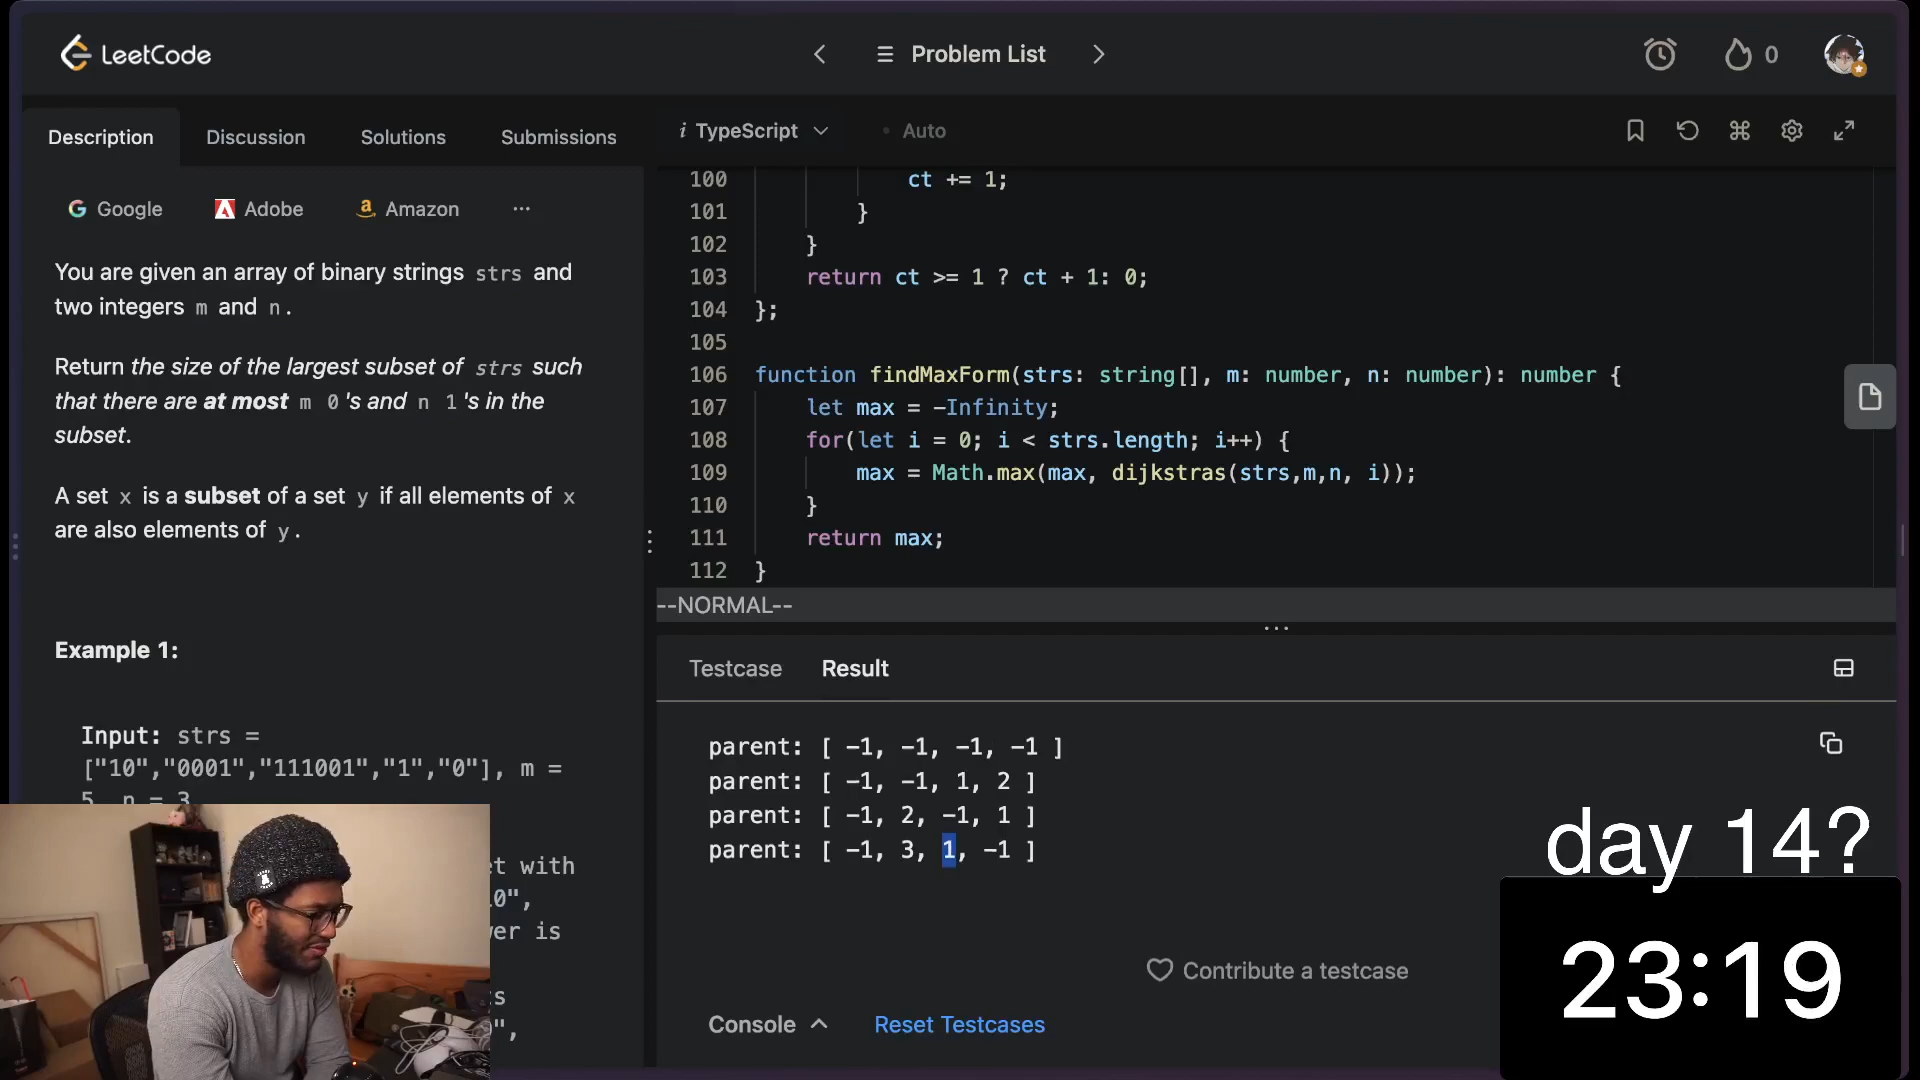 LeetCode
Problem List
0
Description
Discussion
Solutions
Submissions
i TypeScript
Auto
Google
Adobe
Amazon
...
You are given an array of binary strings strs and
two integers m and n.
Return the size of the largest subset of strs such
that there are at most m 0's and n 1's in the
subset.
A set x is a subset of a set y if all elements of x
are also elements of y.
Example 1:
Input: strs =
["10","0001","111001","1","0"], m =
5, n = 3
et with
0",
er is
s
",
100 ct += 1;
101 }
102 }
103 return ct >= 1 ? ct + 1: 0;
104 };
105
106 function findMaxForm(strs: string[], m: number, n: number): number {
107 let max = -Infinity;
108 for(let i = 0; i < strs.length; i++) {
109 max = Math.max(max, dijkstras(strs,m,n, i));
110 }
111 return max;
112 }
--NORMAL--
Testcase
Result
parent: [ -1, -1, -1, -1 ]
parent: [ -1, -1, 1, 2 ]
parent: [ -1, 2, -1, 1 ]
parent: [ -1, 3, 1, -1 ]
Contribute a testcase
Console
Reset Testcases
day 14?
23:19